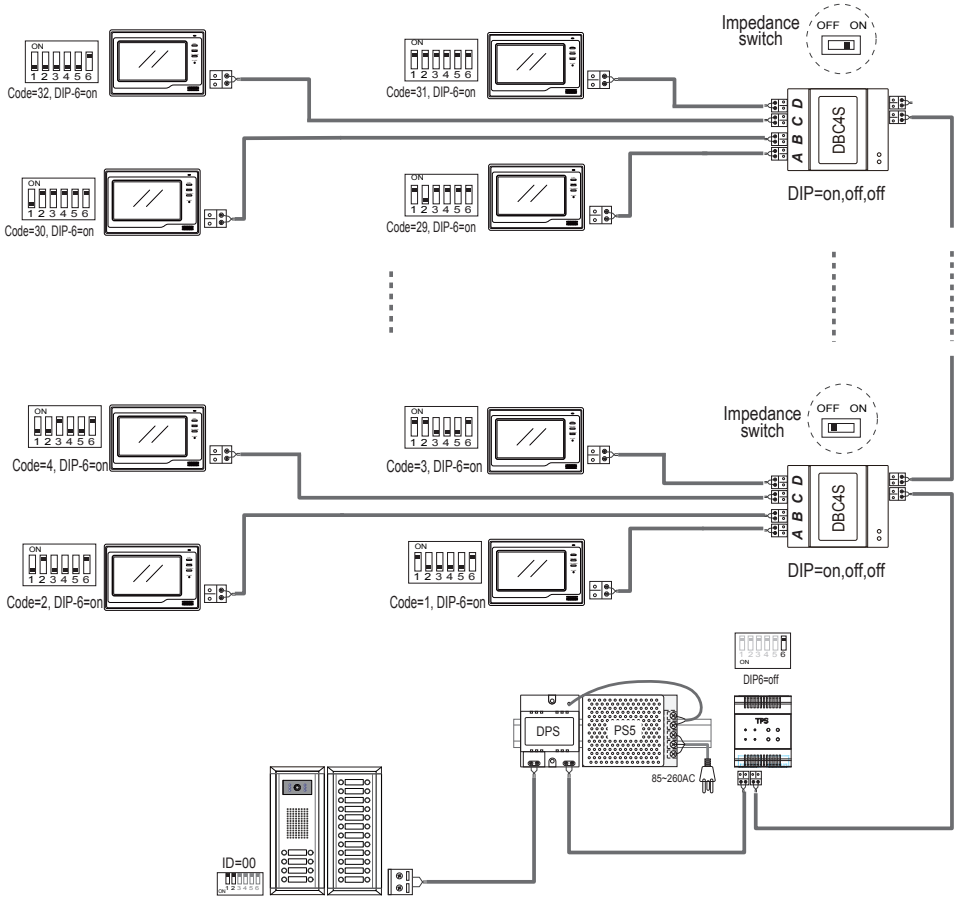 Impedance
switch
OFF ON
ON
1 2 3 4 5 6
Code=32, DIP-6=on
ON
1 2 3 4 5 6
Code=31, DIP-6=on
D
C
B
A
DBC4S
DIP=on,off,off
ON
1 2 3 4 5 6
Code=30, DIP-6=on
ON
1 2 3 4 5 6
Code=29, DIP-6=on
Impedance
switch
OFF ON
ON
1 2 3 4 5 6
Code=4, DIP-6=on
ON
1 2 3 4 5 6
Code=3, DIP-6=on
D
C
B
A
DBC4S
DIP=on,off,off
ON
1 2 3 4 5 6
Code=2, DIP-6=on
ON
1 2 3 4 5 6
Code=1, DIP-6=on
1 2 3 4 5 6
ON
DIP6=off
DPS
PS5
TPS
85~260AC
ID=00
1 2 3 4 5 6
ON